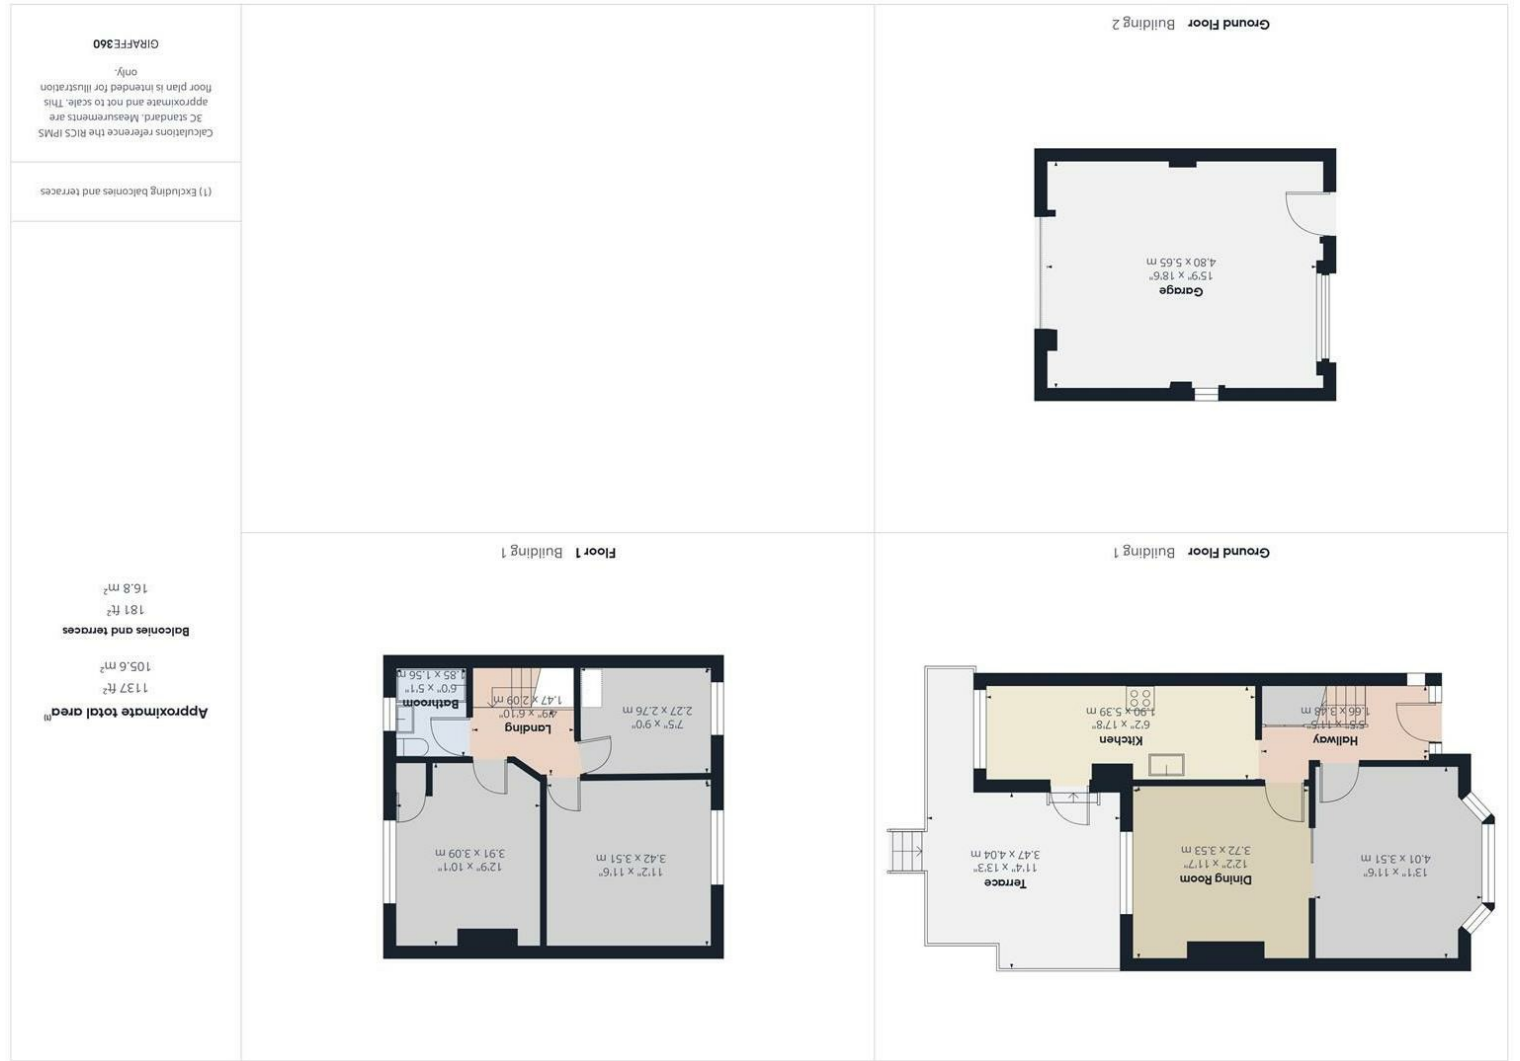 13'1" x 11'6"
4.01 x 3.51 m
Dining Room
12'2" x 11'7"
3.72 x 3.53 m
Terrace
11'4" x 13'3"
3.47 x 4.04 m
Hallway
5'5" x 11'5"
1.66 x 3.48 m
Kitchen
6'2" x 17'8"
1.90 x 5.39 m
Ground Floor Building 1
11'2" x 11'6"
3.42 x 3.51 m
12'9" x 10'1"
3.91 x 3.09 m
7'5" x 9'0"
2.27 x 2.76 m
Landing
4'9" x 6'10"
1.47 x 2.09 m
Bathroom
6'0" x 5'1"
1.85 x 1.56 m
Floor 1 Building 1
Garage
15'9" x 18'6"
4.80 x 5.65 m
Ground Floor Building 2
Approximate total area(1)
1137 ft²
105.6 m²
Balconies and terraces
181 ft²
16.8 m²
(1) Excluding balconies and terraces
Calculations reference the RICS IPMS
3C standard. Measurements are
approximate and not to scale. This
floor plan is intended for illustration
only.
GIRAFFE360